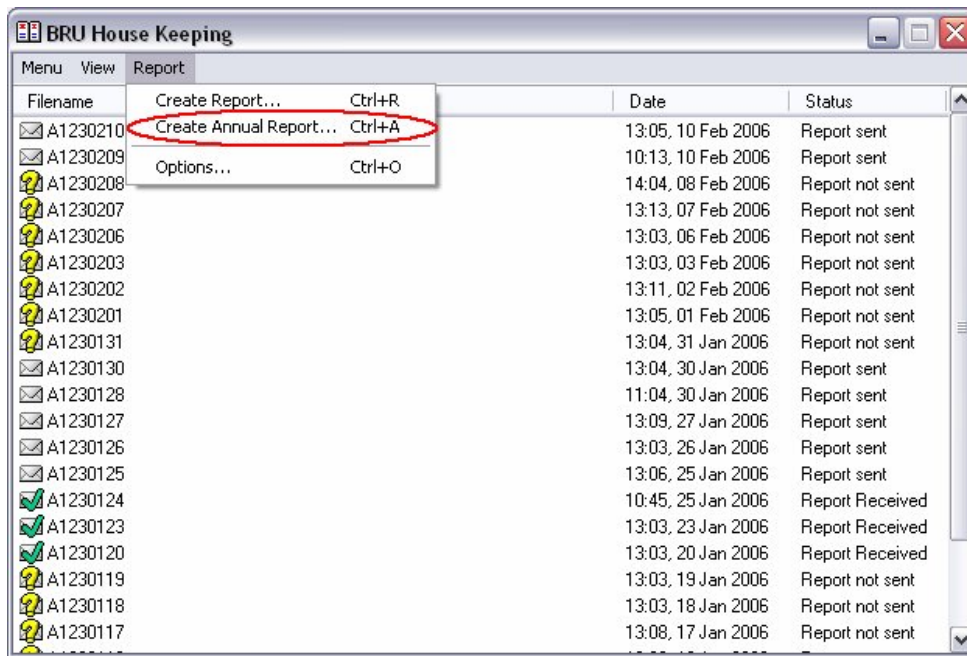 BRU House Keeping
Menu View Report
Filename Date Status
Create Report... Ctrl+R
Create Annual Report... Ctrl+A
Options... Ctrl+O
A1230210 13:05, 10 Feb 2006 Report sent
A1230209 10:13, 10 Feb 2006 Report sent
A1230208 14:04, 08 Feb 2006 Report not sent
A1230207 13:13, 07 Feb 2006 Report not sent
A1230206 13:03, 06 Feb 2006 Report not sent
A1230203 13:03, 03 Feb 2006 Report not sent
A1230202 13:11, 02 Feb 2006 Report not sent
A1230201 13:05, 01 Feb 2006 Report not sent
A1230131 13:04, 31 Jan 2006 Report not sent
A1230130 13:04, 30 Jan 2006 Report sent
A1230128 11:04, 30 Jan 2006 Report sent
A1230127 13:09, 27 Jan 2006 Report sent
A1230126 13:03, 26 Jan 2006 Report sent
A1230125 13:06, 25 Jan 2006 Report sent
A1230124 10:45, 25 Jan 2006 Report Received
A1230123 13:03, 23 Jan 2006 Report Received
A1230120 13:03, 20 Jan 2006 Report Received
A1230119 13:03, 19 Jan 2006 Report not sent
A1230118 13:03, 18 Jan 2006 Report not sent
A1230117 13:08, 17 Jan 2006 Report not sent